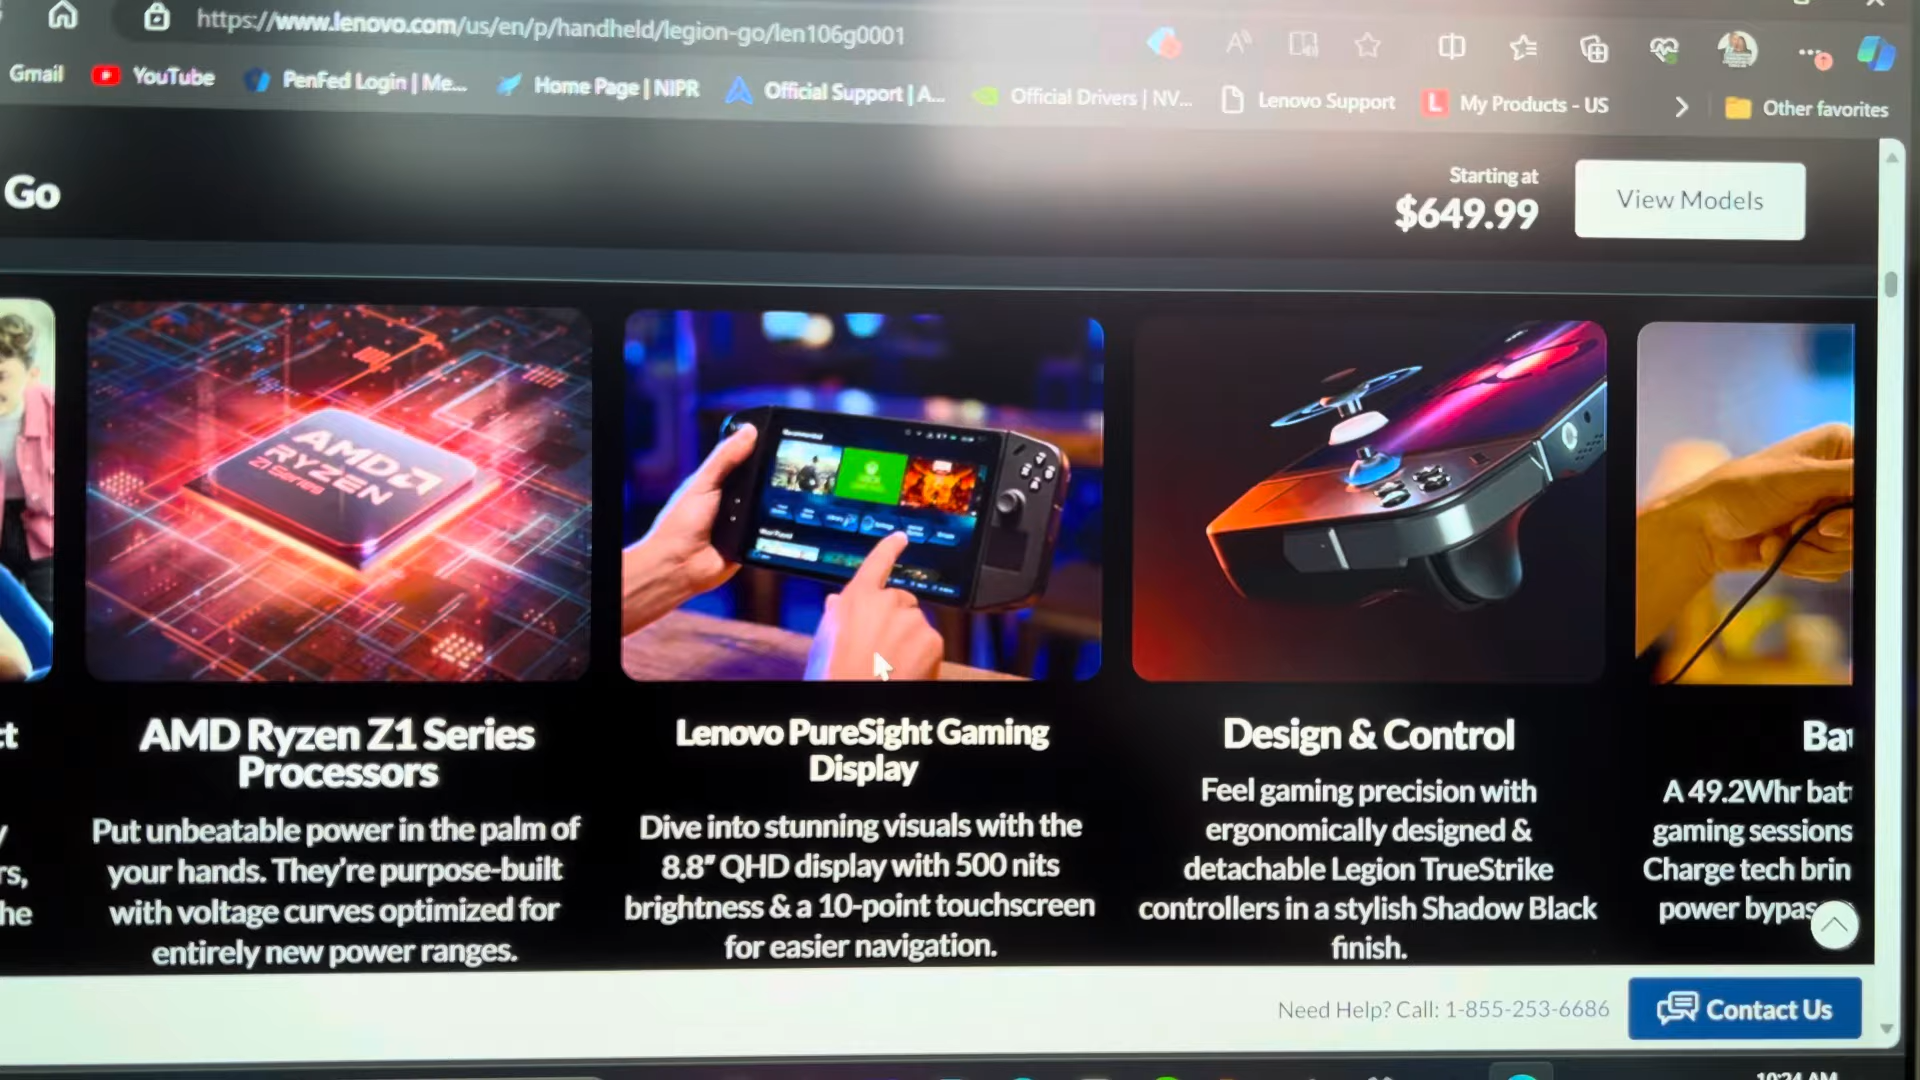 https://www.lenovo.com/us/en/p/handheld/legion-go/len106g0001
Gmail YouTube PenFed Login | Me... Home Page | NIPR Official Support | A... Official Drivers | NV... Lenovo Support My Products - US Other favorites
Go
Starting at
$649.99
View Models
AMD
RYZEN
Z1 Series
AMD Ryzen Z1 Series
Processors
Put unbeatable power in the palm of
your hands. They're purpose-built
with voltage curves optimized for
entirely new power ranges.
Lenovo PureSight Gaming
Display
Dive into stunning visuals with the
8.8" QHD display with 500 nits
brightness & a 10-point touchscreen
for easier navigation.
Design & Control
Feel gaming precision with
ergonomically designed &
detachable Legion TrueStrike
controllers in a stylish Shadow Black
finish.
A 49.2Whr
gaming sessions
Charge tech
power
Need Help? Call: 1-855-253-6686
Contact Us
10:24 AM